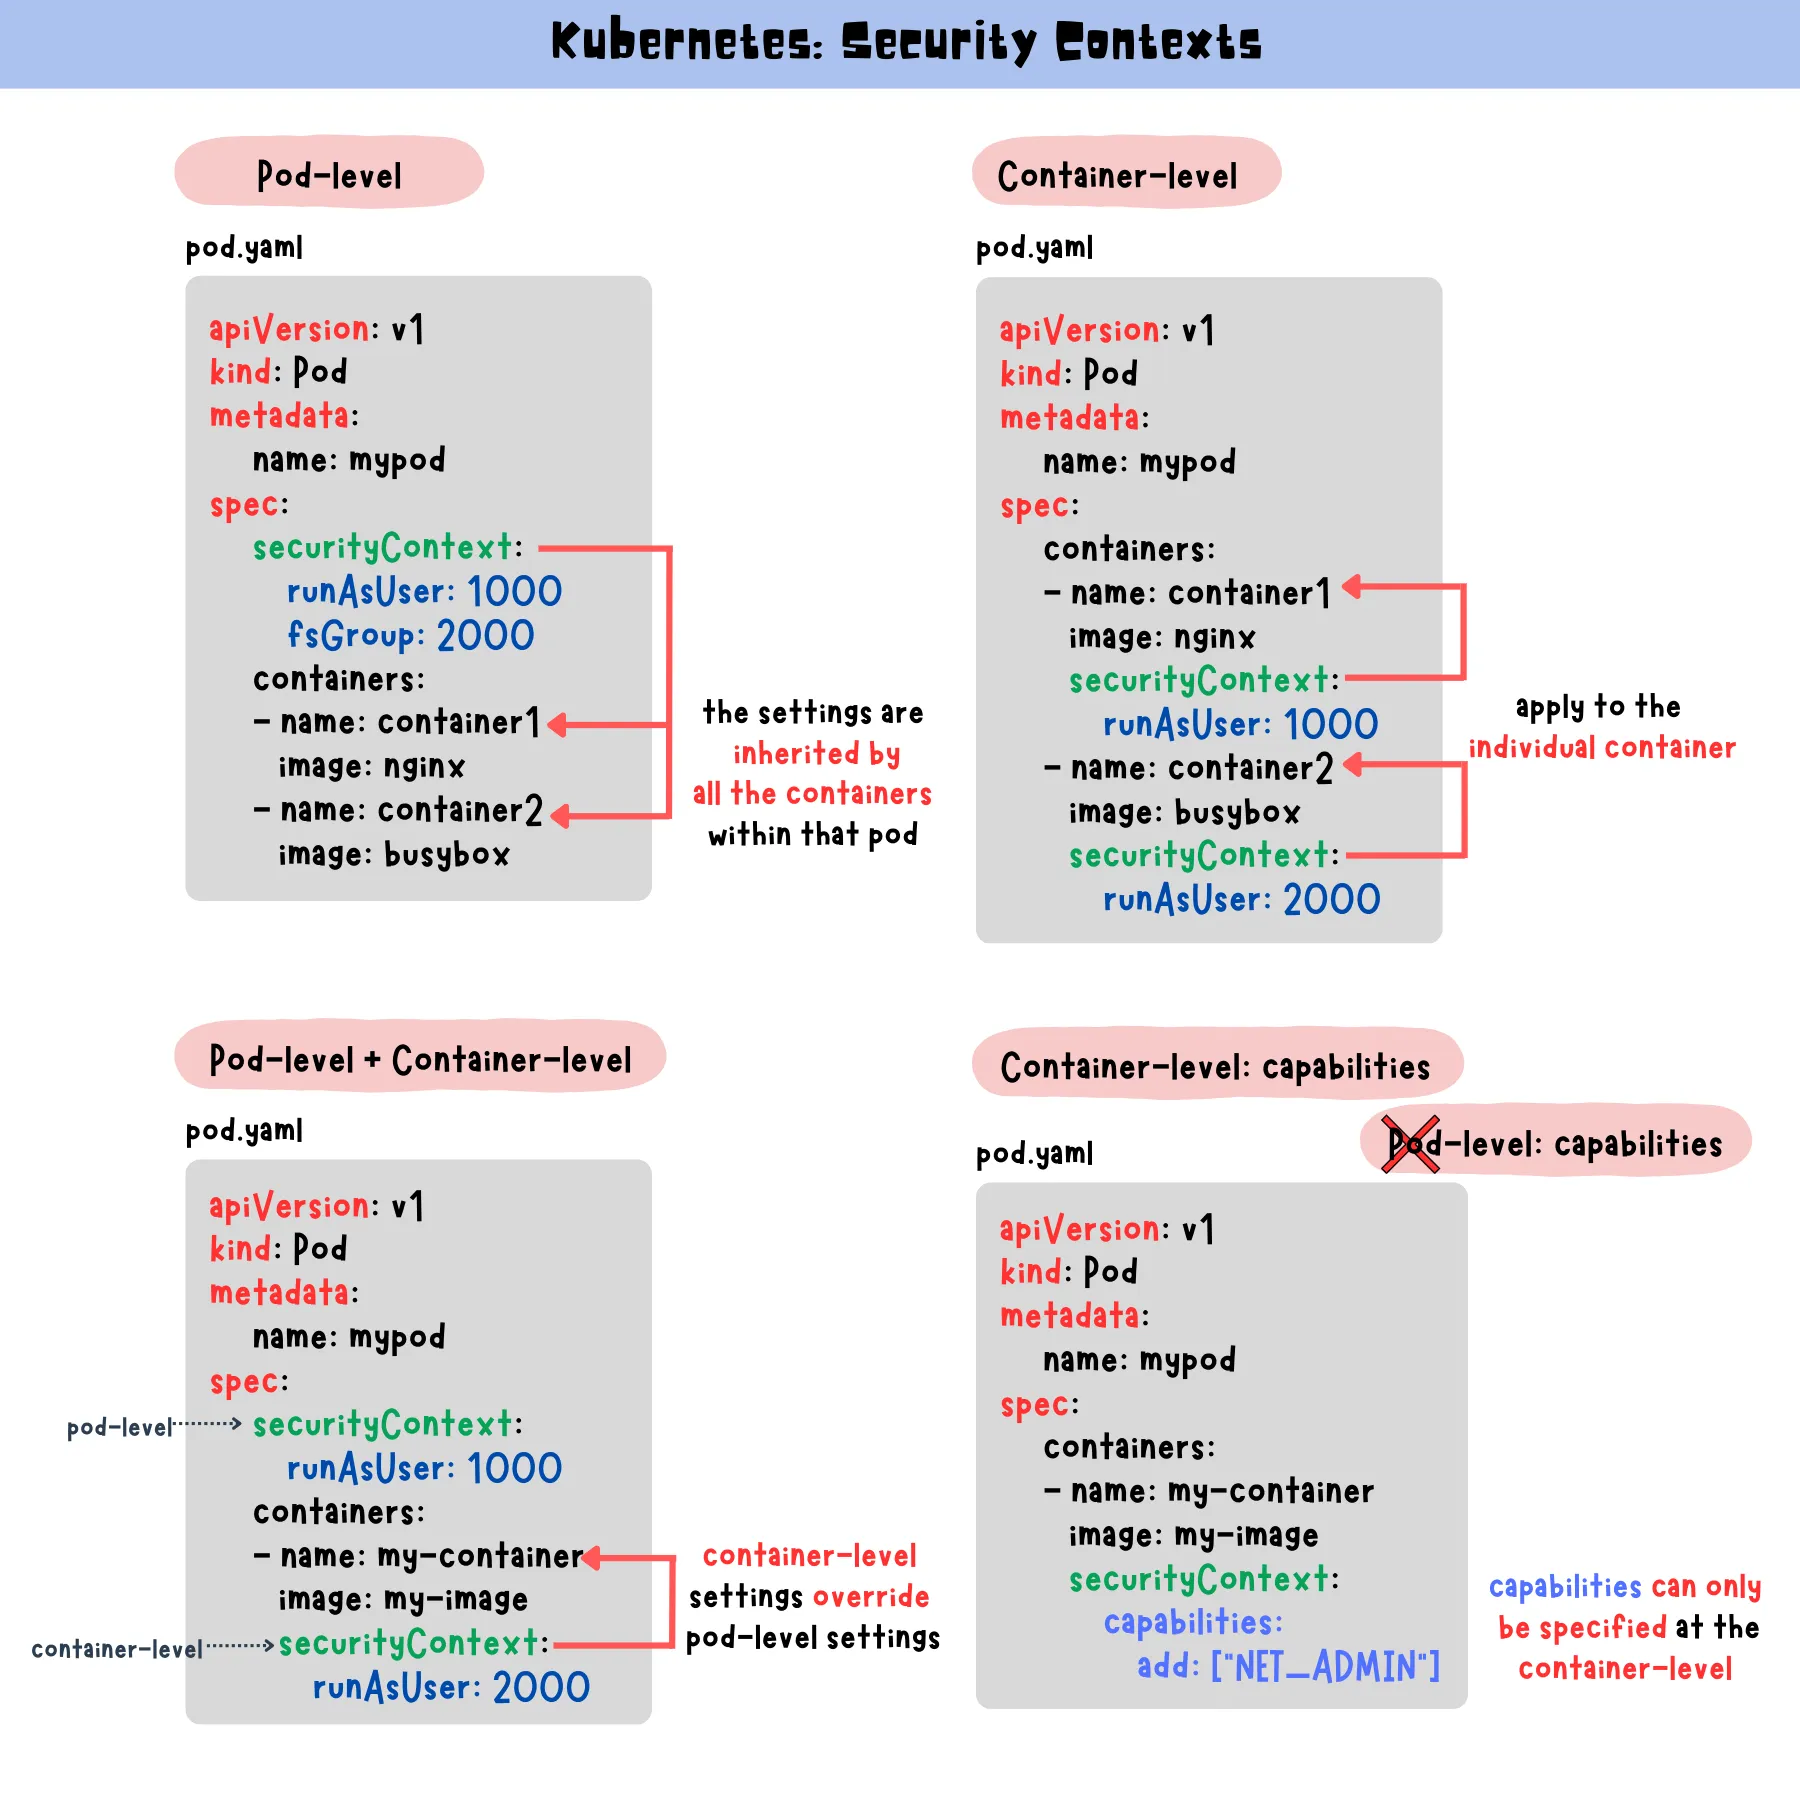 Kubernetes: Security Contexts
Pod-level
pod.yaml
apiVersion: v1
kind: Pod
metadata:
name: mypod
spec:
securityContext:
runAsUser: 1000
fsGroup: 2000
containers:
- name: container1
image: nginx
- name: container2
image: busybox
the settings are
inherited by
all the containers
within that pod
Container-level
pod.yaml
apiVersion: v1
kind: Pod
metadata:
name: mypod
spec:
containers:
- name: container1
image: nginx
securityContext:
runAsUser: 1000
- name: container2
image: busybox
securityContext:
runAsUser: 2000
apply to the
individual container
Pod-level + Container-level
pod.yaml
apiVersion: v1
kind: Pod
metadata:
name: mypod
spec:
pod-level
securityContext:
runAsUser: 1000
containers:
- name: my-container
image: my-image
container-level
securityContext:
runAsUser: 2000
container-level
settings override
pod-level settings
Container-level: capabilities
Pod-level: capabilities
pod.yaml
apiVersion: v1
kind: Pod
metadata:
name: mypod
spec:
containers:
- name: my-container
image: my-image
securityContext:
capabilities:
add: ["NET_ADMIN"]
capabilities can only
be specified at the
container-level